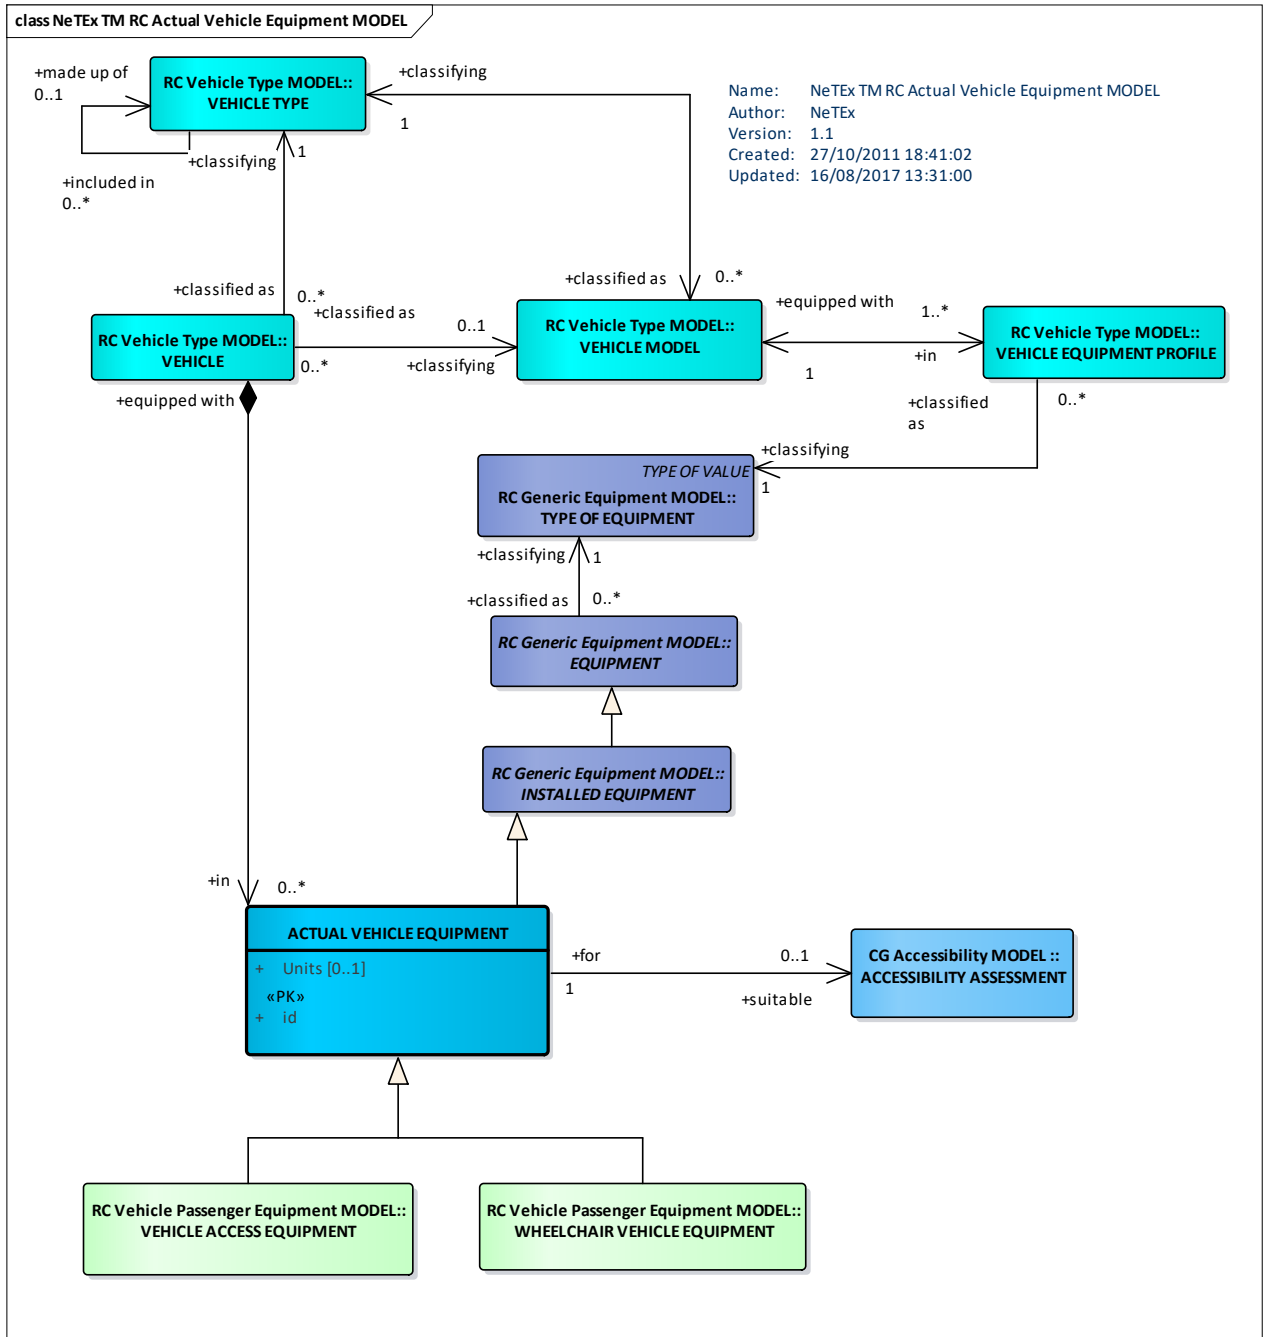 class NeTEx TM RC Actual Vehicle Equipment MODEL
+made up of
0..1
RC Vehicle Type MODEL::
VEHICLE TYPE
+classifying
1
Name: NeTEx TM RC Actual Vehicle Equipment MODEL
Author: NeTEx
Version: 1.1
Created: 27/10/2011 18:41:02
Updated: 16/08/2017 13:31:00
+classifying
1
+included in
0..*
+classified as
0..*
+classified as
0..*
+classified as
0..1
+equipped with
1..*
RC Vehicle Type MODEL::
VEHICLE
0..*
+classifying
RC Vehicle Type MODEL::
VEHICLE MODEL
+in
1
RC Vehicle Type MODEL::
VEHICLE EQUIPMENT PROFILE
+equipped with
+classified
as
0..*
+classifying
1
TYPE OF VALUE
RC Generic Equipment MODEL::
TYPE OF EQUIPMENT
+classifying
1
+classified as
0..*
RC Generic Equipment MODEL::
EQUIPMENT
RC Generic Equipment MODEL::
INSTALLED EQUIPMENT
+in
0..*
ACTUAL VEHICLE EQUIPMENT
+ Units [0..1]
«PK»
+ id
+for
1
0..1
+suitable
CG Accessibility MODEL ::
ACCESSIBILITY ASSESSMENT
RC Vehicle Passenger Equipment MODEL::
VEHICLE ACCESS EQUIPMENT
RC Vehicle Passenger Equipment MODEL::
WHEELCHAIR VEHICLE EQUIPMENT